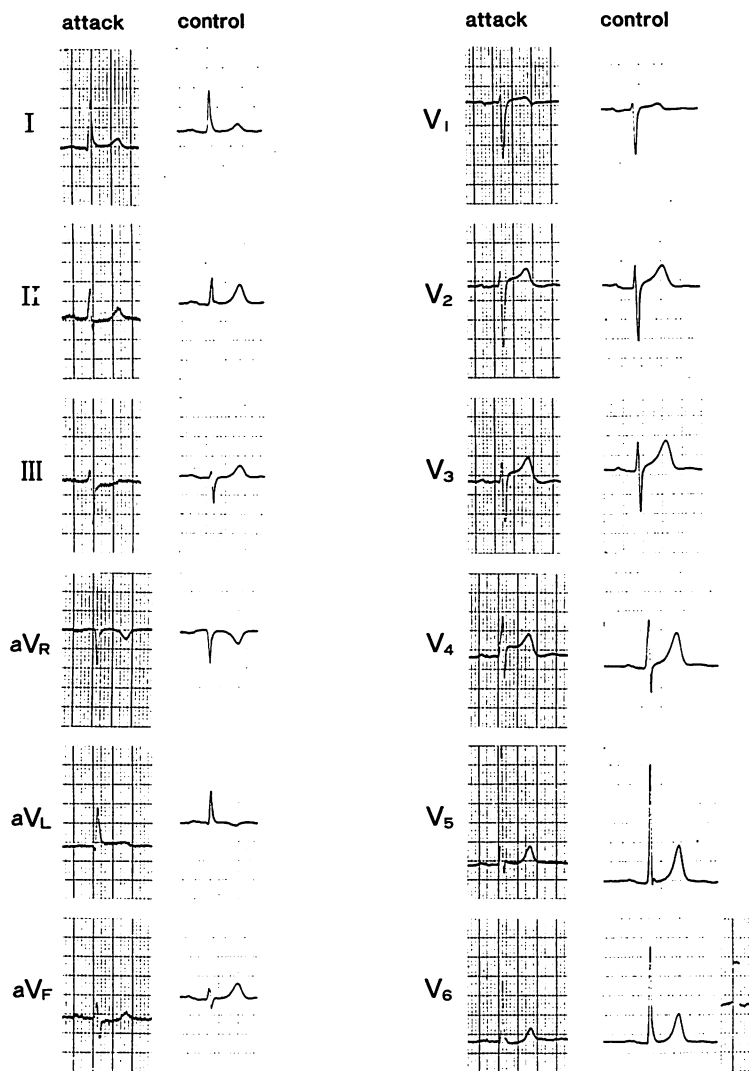 attack control
I
II
III
aVR
aVL
aVF
attack control
V1
V2
V3
V4
V5
V6